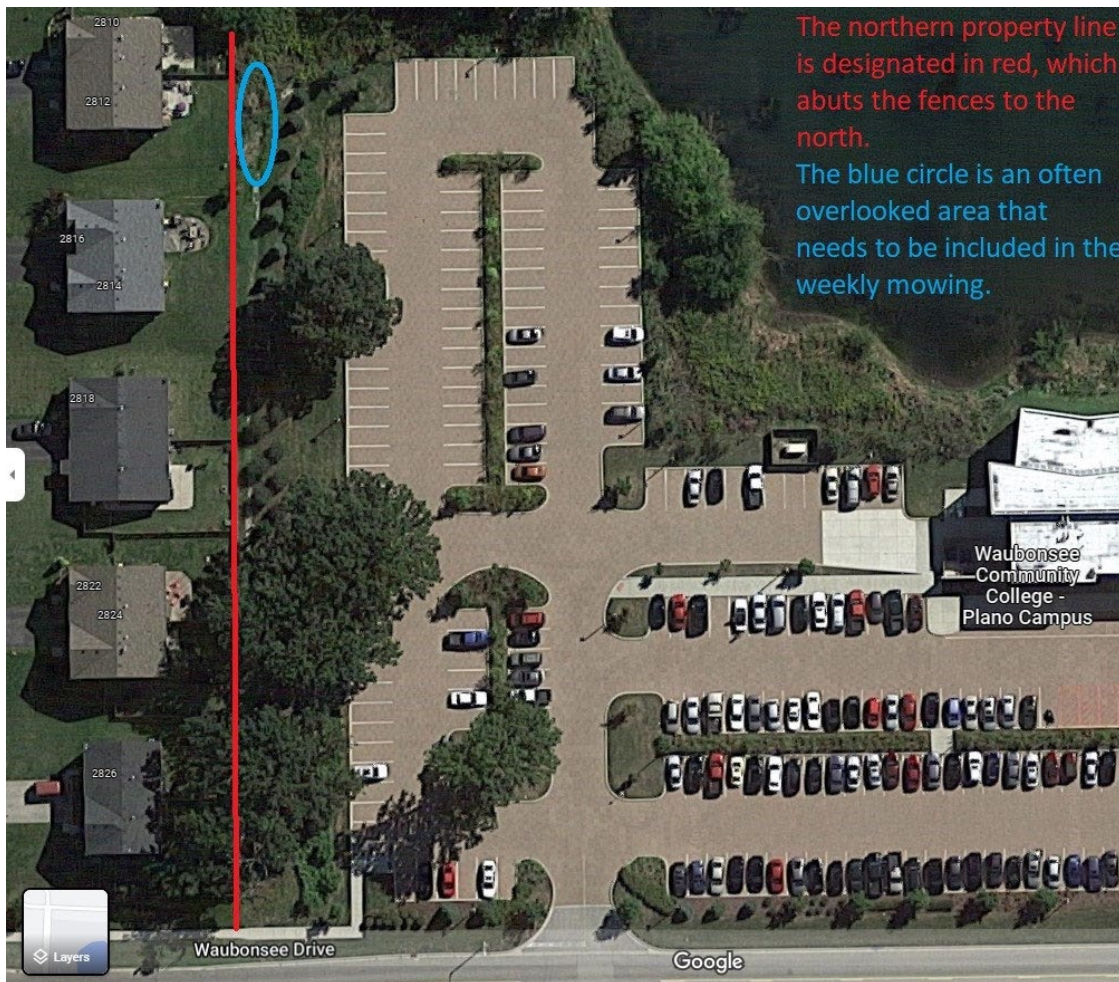 The northern property line
is designated in red, which
abuts the fences to the
north.
The blue circle is an often
overlooked area that
needs to be included in the
weekly mowing.
2810
2812
2816
2814
2818
2822
2824
2826
Waubonsee
Community
College -
Plano Campus
Layers
Waubonsee Drive
Google